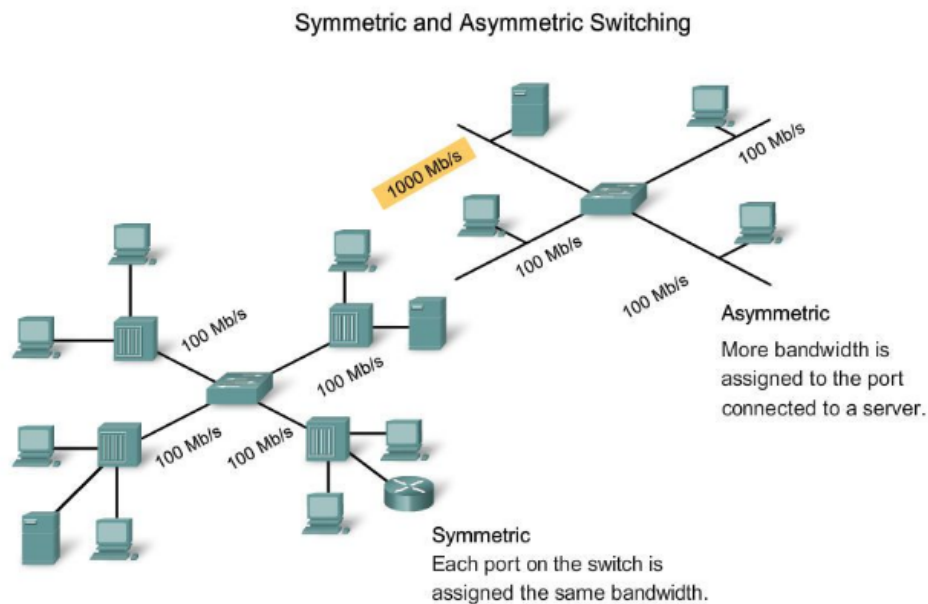 Symmetric and Asymmetric Switching
1000 Mb/s
100 Mb/s
100 Mb/s
100 Mb/s
Asymmetric
More bandwidth is
assigned to the port
connected to a server.
100 Mb/s
100 Mb/s
100 Mb/s
100 Mb/s
Symmetric
Each port on the switch is
assigned the same bandwidth.